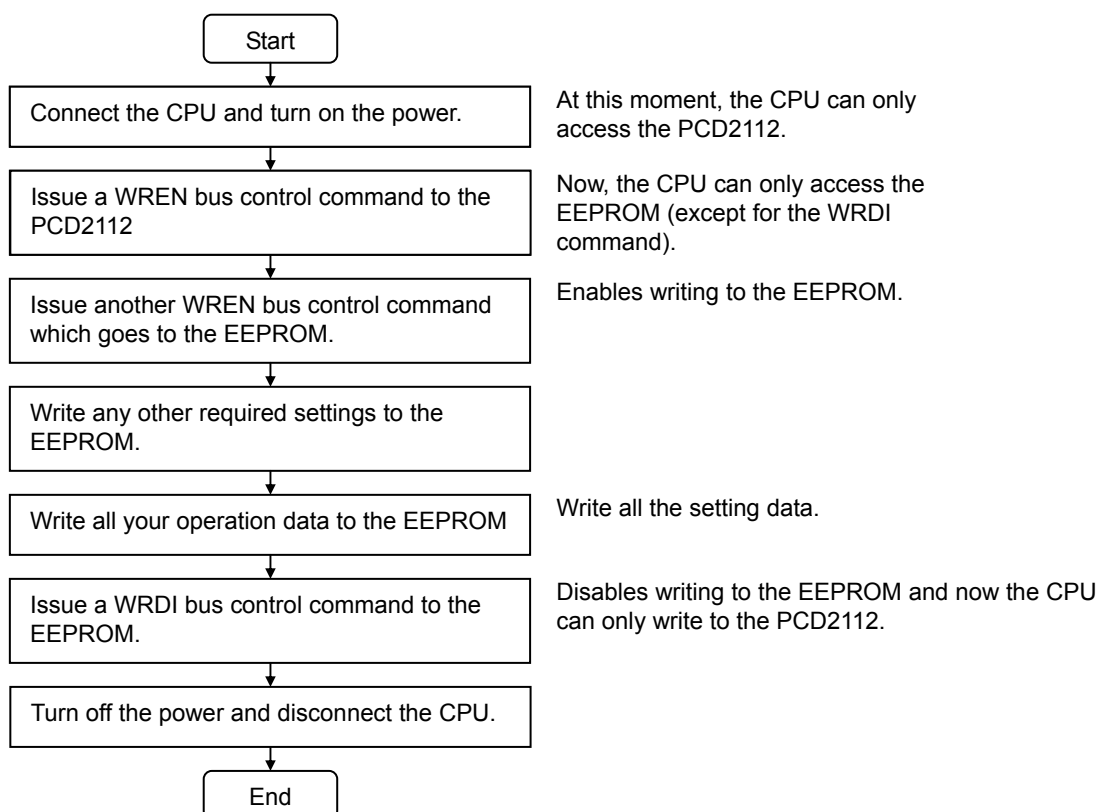 Start
Connect the CPU and turn on the power.
At this moment, the CPU can only
access the PCD2112.
Issue a WREN bus control command to the
PCD2112
Now, the CPU can only access the
EEPROM (except for the WRDI
command).
Issue another WREN bus control command
which goes to the EEPROM.
Enables writing to the EEPROM.
Write any other required settings to the
EEPROM.
Write all your operation data to the EEPROM
Write all the setting data.
Issue a WRDI bus control command to the
EEPROM.
Disables writing to the EEPROM and now the CPU
can only write to the PCD2112.
Turn off the power and disconnect the CPU.
End